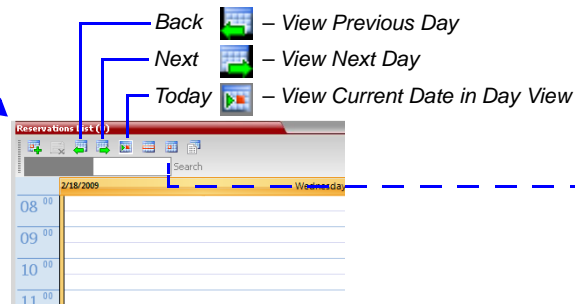 Back – View Previous Day
Next – View Next Day
Today – View Current Date in Day View
Reservations List (
Search
2/18/2009 Wednesday
08 00
09 00
10 00
11 00